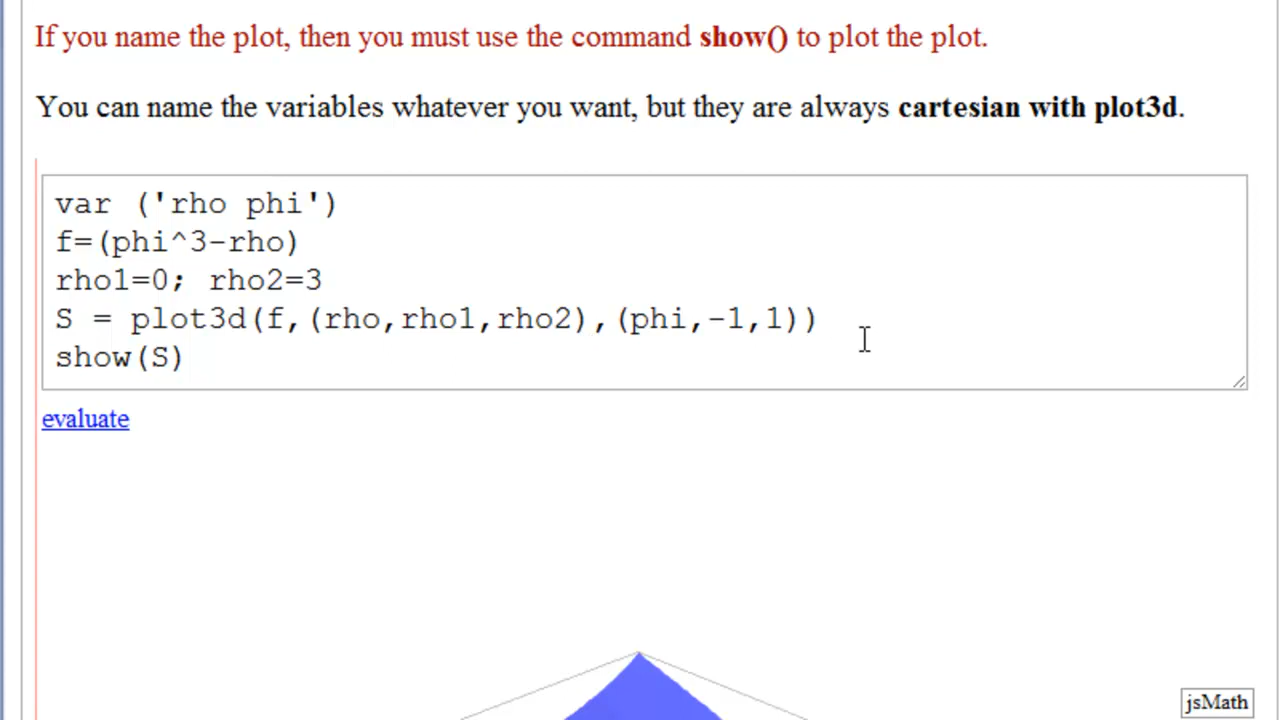 If you name the plot, then you must use the command show() to plot the plot.
You can name the variables whatever you want, but they are always cartesian with plot3d.
var ('rho phi')
f=(phi^3-rho)
rho1=0; rho2=3
S = plot3d(f,(rho,rho1,rho2),(phi,-1,1))
show(S)
evaluate
jsMath